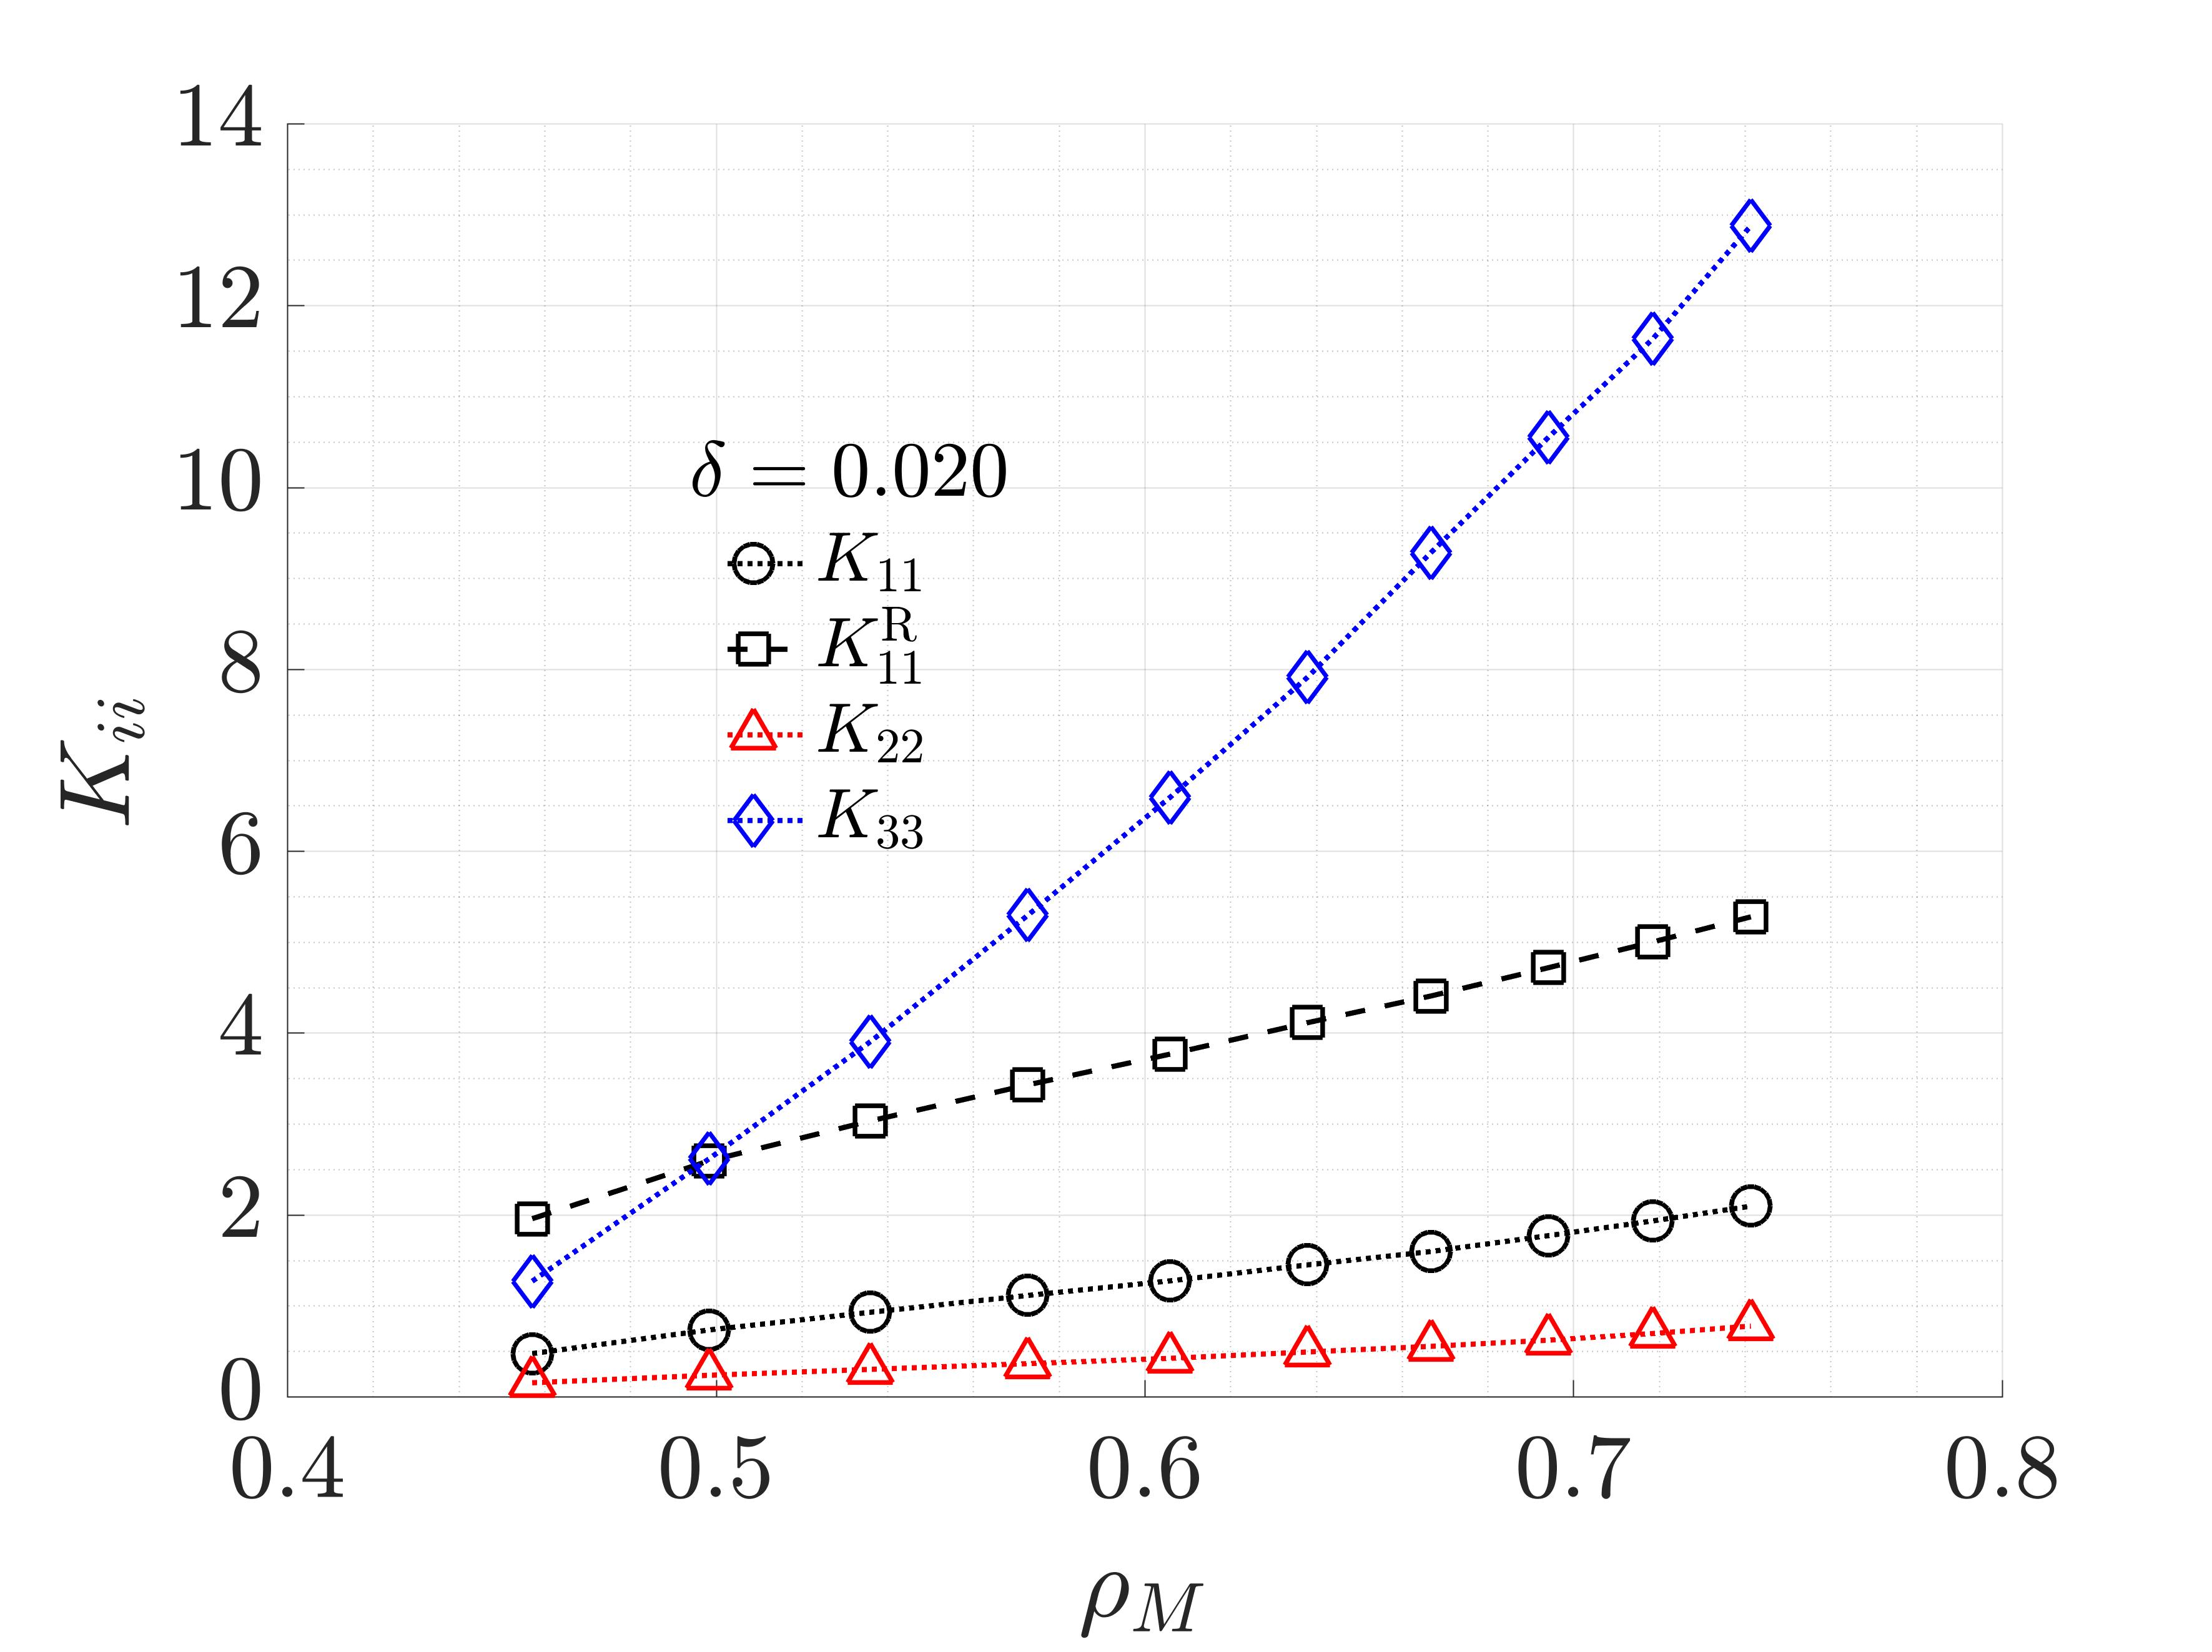 14
12
10
8
6
4
2
0
K_{ii}
δ = 0.020
K_{11}
K_{11}^{R}
K_{22}
K_{33}
0.4 0.5 0.6 0.7 0.8
ρ_M